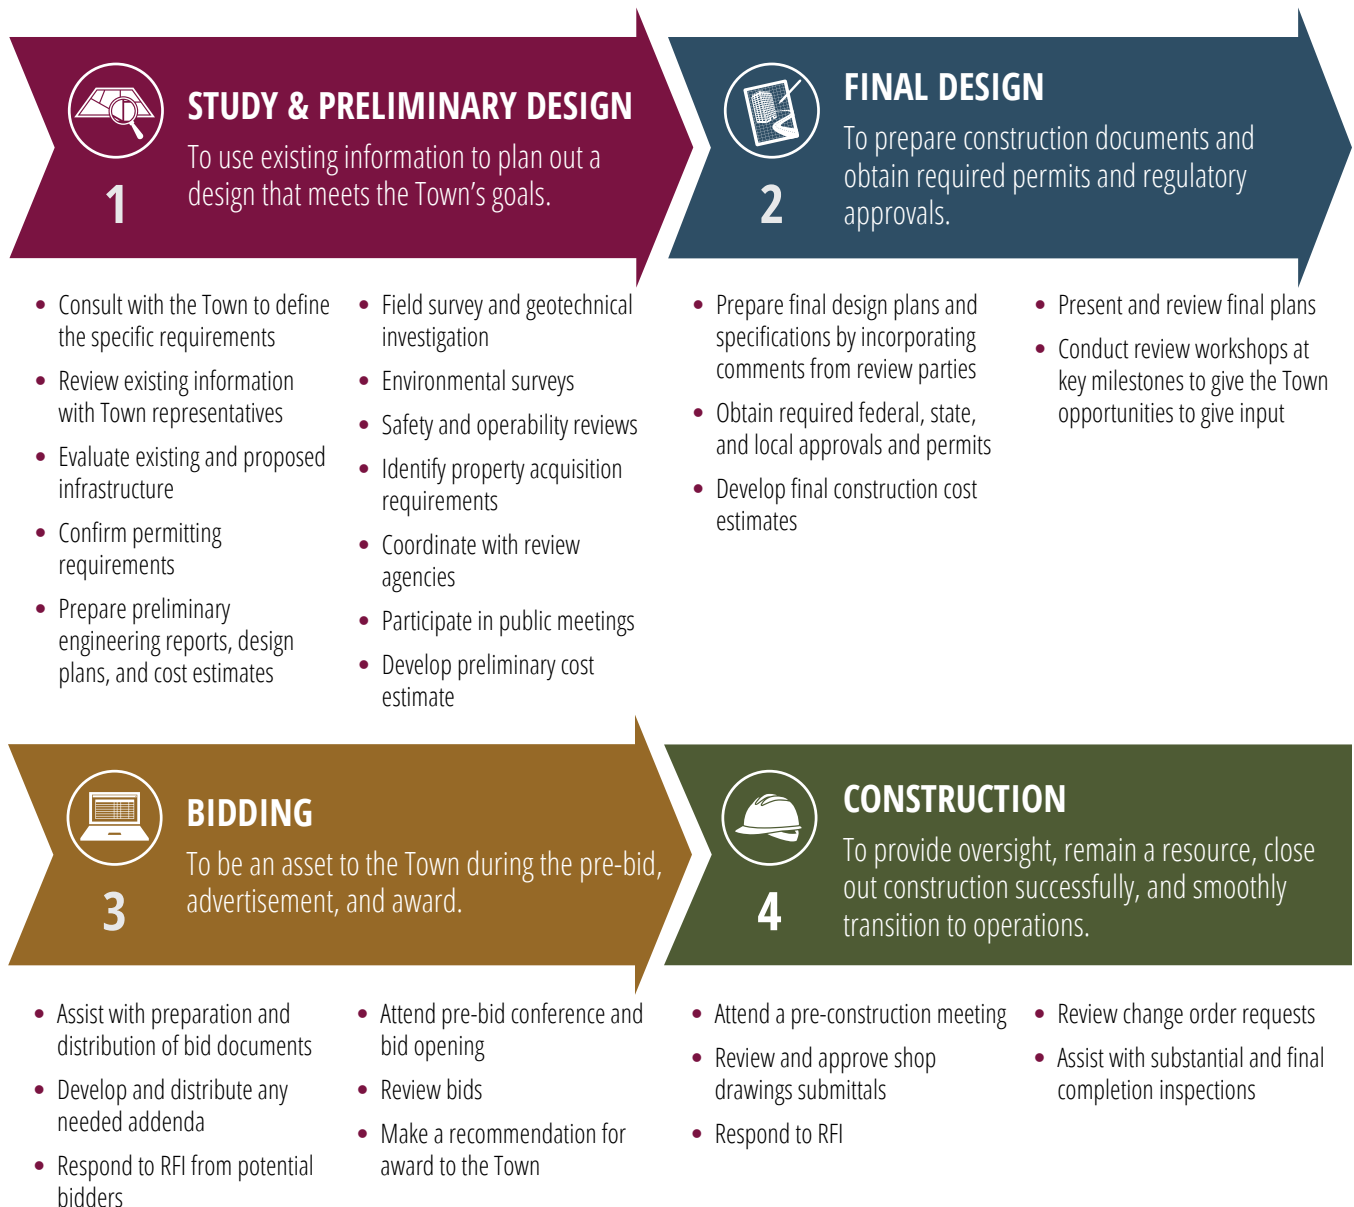 STUDY & PRELIMINARY DESIGN
To use existing information to plan out a
design that meets the Town's goals.
1
• Consult with the Town to define
the specific requirements
• Review existing information
with Town representatives
• Evaluate existing and proposed
infrastructure
• Confirm permitting
requirements
• Prepare preliminary
engineering reports, design
plans, and cost estimates
• Field survey and geotechnical
investigation
• Environmental surveys
• Safety and operability reviews
• Identify property acquisition
requirements
• Coordinate with review
agencies
• Participate in public meetings
• Develop preliminary cost
estimate
FINAL DESIGN
To prepare construction documents and
obtain required permits and regulatory
approvals.
2
• Prepare final design plans and
specifications by incorporating
comments from review parties
• Obtain required federal, state,
and local approvals and permits
• Develop final construction cost
estimates
• Present and review final plans
• Conduct review workshops at
key milestones to give the Town
opportunities to give input
BIDDING
To be an asset to the Town during the pre-bid,
advertisement, and award.
3
• Assist with preparation and
distribution of bid documents
• Develop and distribute any
needed addenda
• Respond to RFI from potential
bidders
• Attend pre-bid conference and
bid opening
• Review bids
• Make a recommendation for
award to the Town
CONSTRUCTION
To provide oversight, remain a resource, close
out construction successfully, and smoothly
transition to operations.
4
• Attend a pre-construction meeting
• Review and approve shop
drawings submittals
• Respond to RFI
• Review change order requests
• Assist with substantial and final
completion inspections